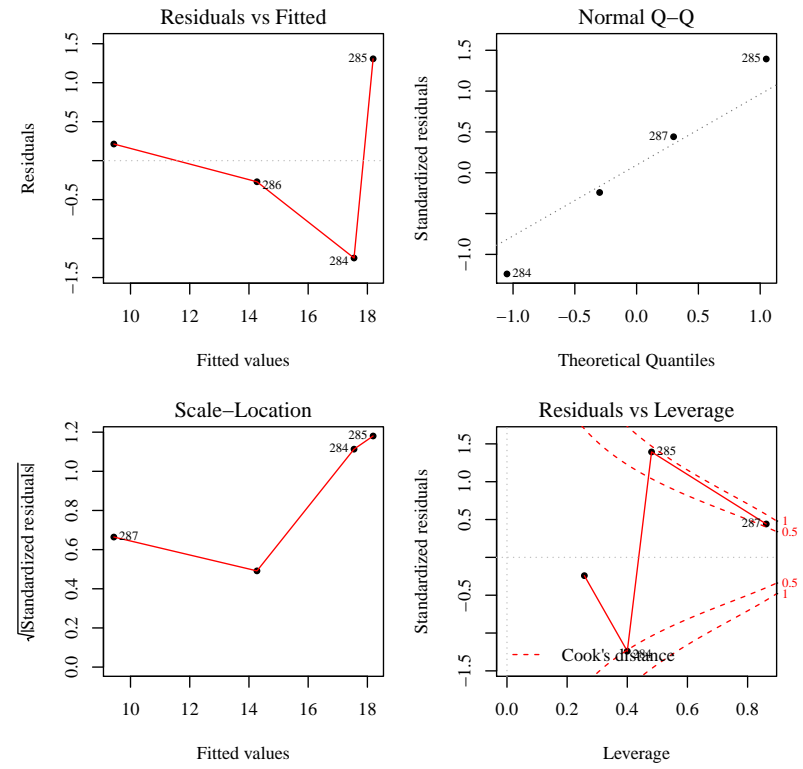 Residuals vs Fitted
Residuals
1.5
1.0
0.5
−0.5
−1.5
285
286
284
10 12 14 16 18
Fitted values
Normal Q−Q
Standardized residuals
1.5
1.0
0.5
0.0
−1.0
285
287
284
−1.0 −0.5 0.0 0.5 1.0
Theoretical Quantiles
Scale−Location
√|Standardized residuals|
1.2
1.0
0.8
0.6
0.4
0.2
0.0
285
284
287
10 12 14 16 18
Fitted values
Residuals vs Leverage
Standardized residuals
1.5
1.0
0.5
−0.5
−1.5
285
287
284
1
0.5
0.5
1
Cook's distance
0.0 0.2 0.4 0.6 0.8
Leverage